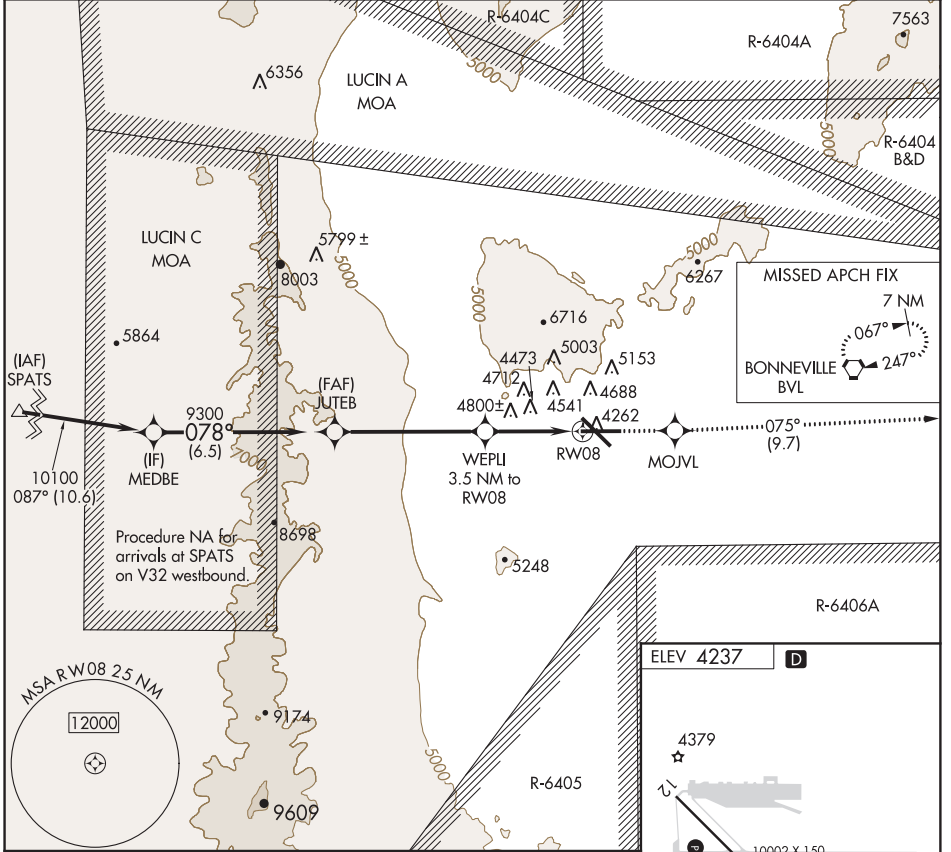 R-6404C
7563
R-6404A
5000
6356
LUCIN A
MOA
5000
R-6404
B&D
LUCIN C
MOA
5799 ±
8003
5000
5000
6267
5000
MISSED APCH FIX
7 NM
067°
247°
BONNEVILLE
BVL
5864
6716
5003
4473
5153
4712
4688
4800±
4541
4262
(IAF)
SPATS
(FAF)
JUTEB
9300
078°
(6.5)
(IF)
MEDBE
7000
10100
087° (10.6)
WEPLI
3.5 NM to
RW08
RW08
MOJVL
075°
(9.7)
Procedure NA for
arrivals at SPATS
on V32 westbound.
8698
5248
R-6406A
ELEV 4237
D
MSA RW08 25 NM
12000
9174
9609
5000
R-6405
4379
12
P
10002 X 150